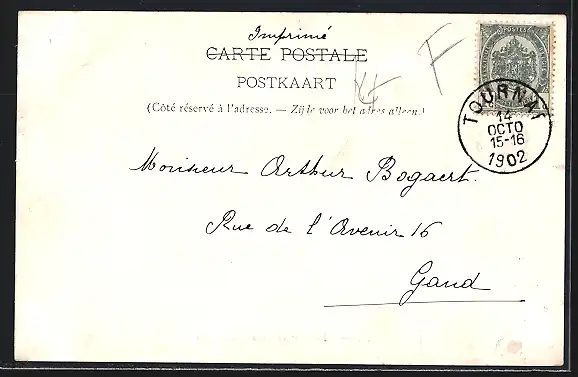 Imprimé
CARTE POSTALE
POSTKAART
(Côté réservé à l'adresse. — Zijde voor het adres alleen.)
F
POSTES
TOURNAI
14
OCTO
15-16
1902
Monsieur Arthur Bogaert.
Rue de l'Avenir 16
Gand